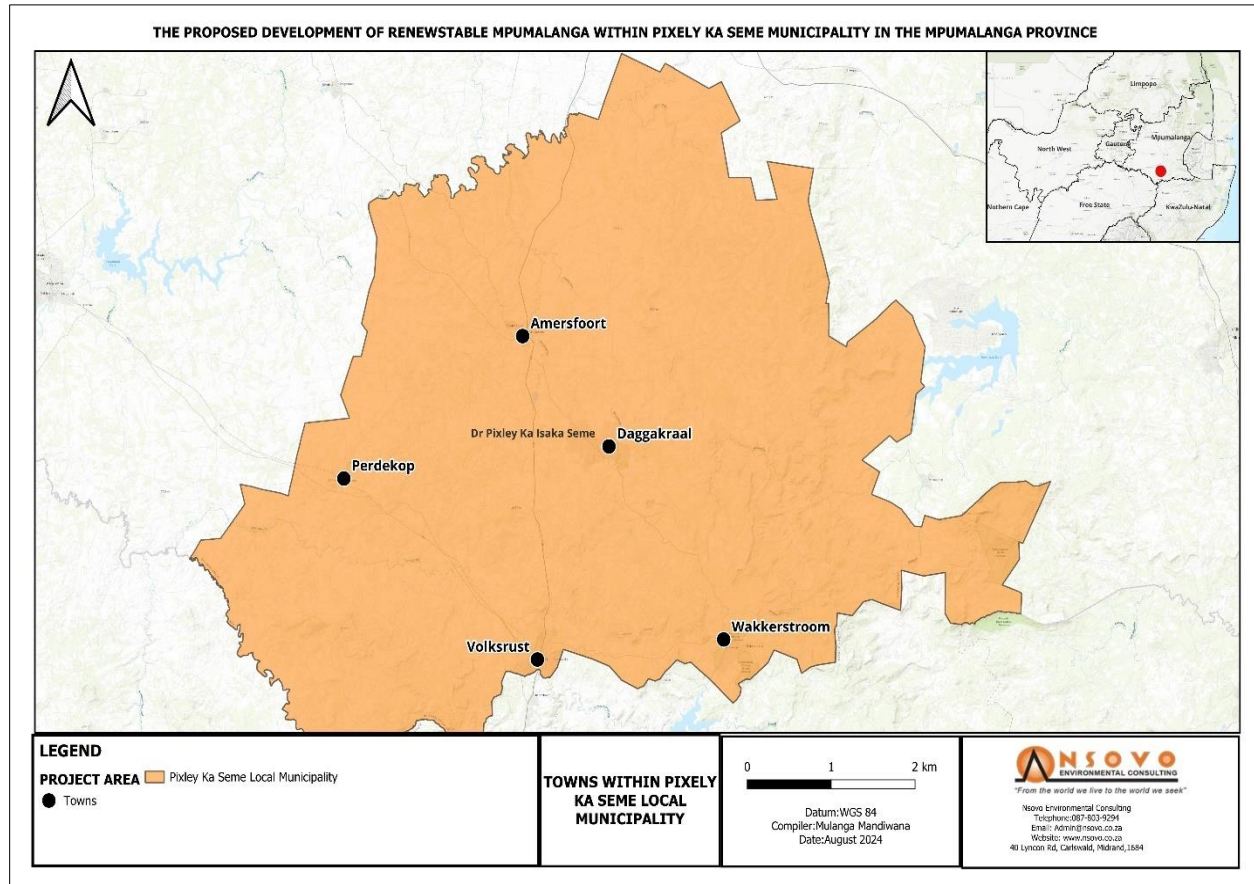 THE PROPOSED DEVELOPMENT OF RENEWSTABLE MPUMALANGA WITHIN PIXELY KA SEME MUNICIPALITY IN THE MPUMALANGA PROVINCE
Limpopo
Mpumalanga
North West
Gauteng
Free State
KwaZulu-Natal
Nothern Cape
Amersfoort
Dr Pixley Ka Isaka Seme
Daggakraal
Perdekop
Wakkerstroom
Volksrust
LEGEND
PROJECT AREA
Pixley Ka Seme Local Municipality
Towns
TOWNS WITHIN PIXELY
KA SEME LOCAL
MUNICIPALITY
0 1 2 km
Datum:WGS 84
Compiler:Mulanga Mandiwana
Date:August 2024
NSOVO
ENVIRONMENTAL CONSULTING
"From the world we live to the world we seek"
Nsovo Environmental Consulting
Telephone:087-803-9294
Email: Admin@nsovo.co.za
Website: www.nsovo.co.za
40 Lyncon Rd, Carlswald, Midrand,1684